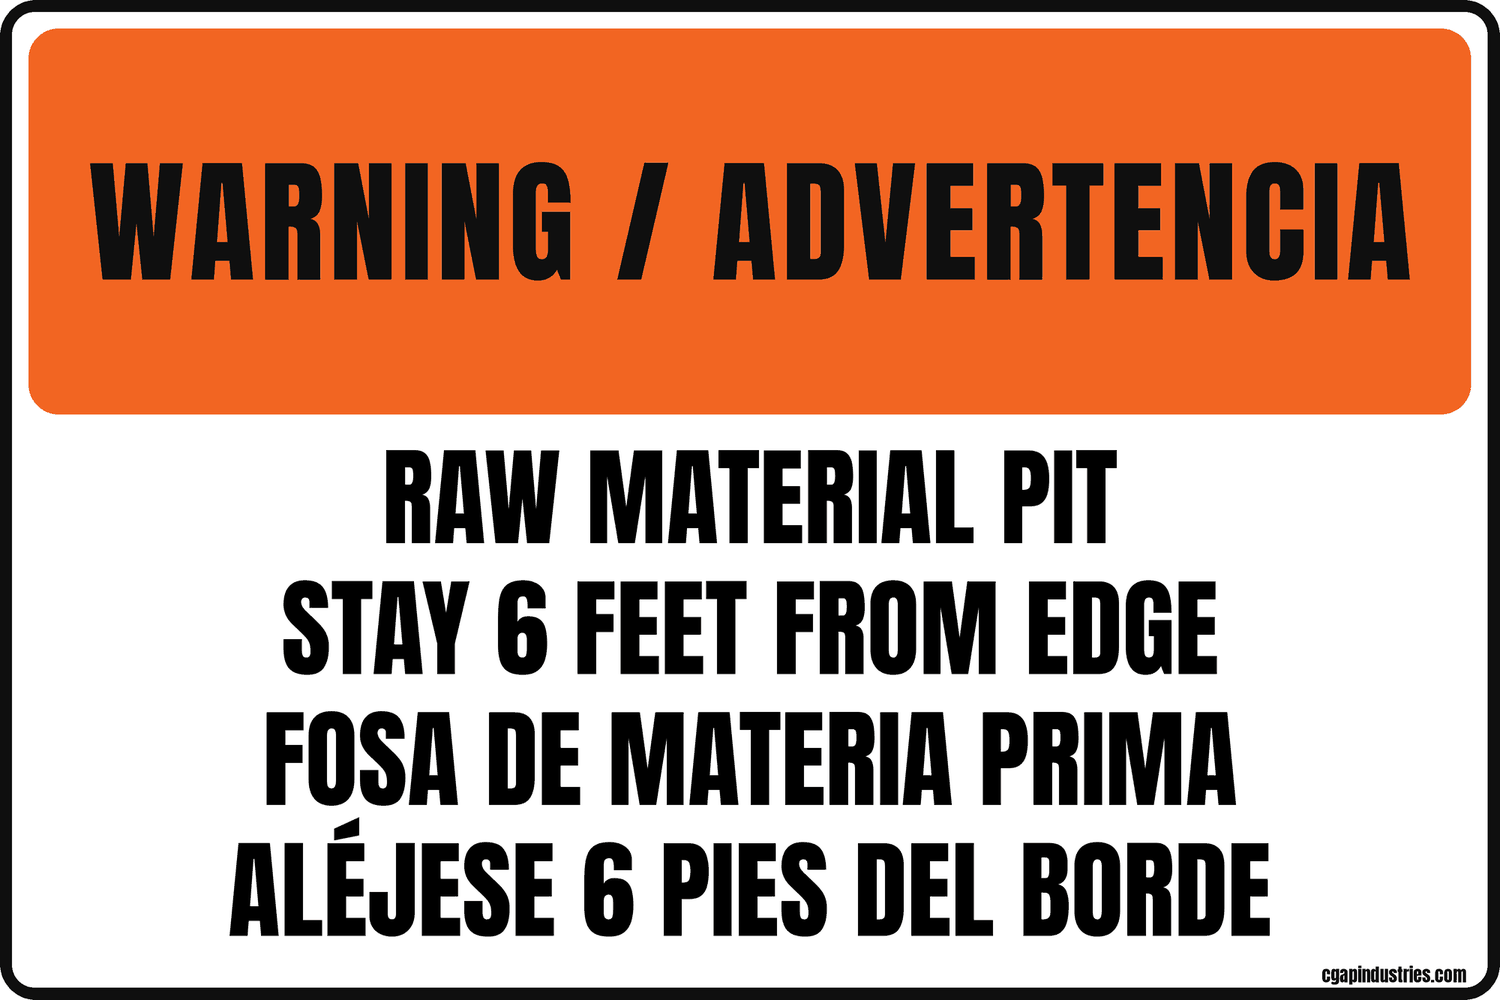 WARNING / ADVERTENCIA
RAW MATERIAL PIT
STAY 6 FEET FROM EDGE
FOSA DE MATERIA PRIMA
ALÉJESE 6 PIES DEL BORDE
cgapindustries.com